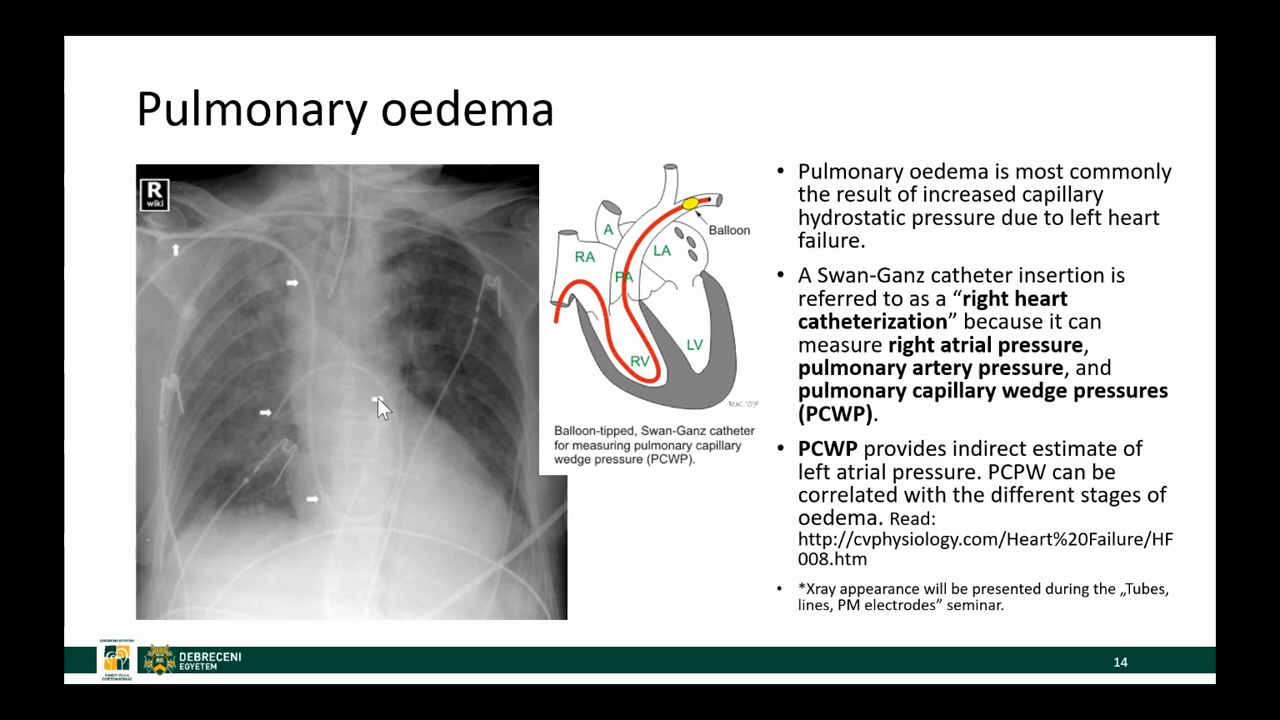 Pulmonary oedema
R
wiki
A
RA
LA
PA
RV
LV
Balloon
RK '07
Balloon-tipped, Swan-Ganz catheter
for measuring pulmonary capillary
wedge pressure (PCWP).
• Pulmonary oedema is most commonly
the result of increased capillary
hydrostatic pressure due to left heart
failure.
• A Swan-Ganz catheter insertion is
referred to as a “right heart
catheterization” because it can
measure right atrial pressure,
pulmonary artery pressure, and
pulmonary capillary wedge pressures
(PCWP).
• PCWP provides indirect estimate of
left atrial pressure. PCPW can be
correlated with the different stages of
oedema. Read:
http://cvphysiology.com/Heart%20Failure/HF
008.htm
• *Xray appearance will be presented during the „Tubes,
lines, PM electrodes” seminar.
DEBRECENI
EGYETEM
14